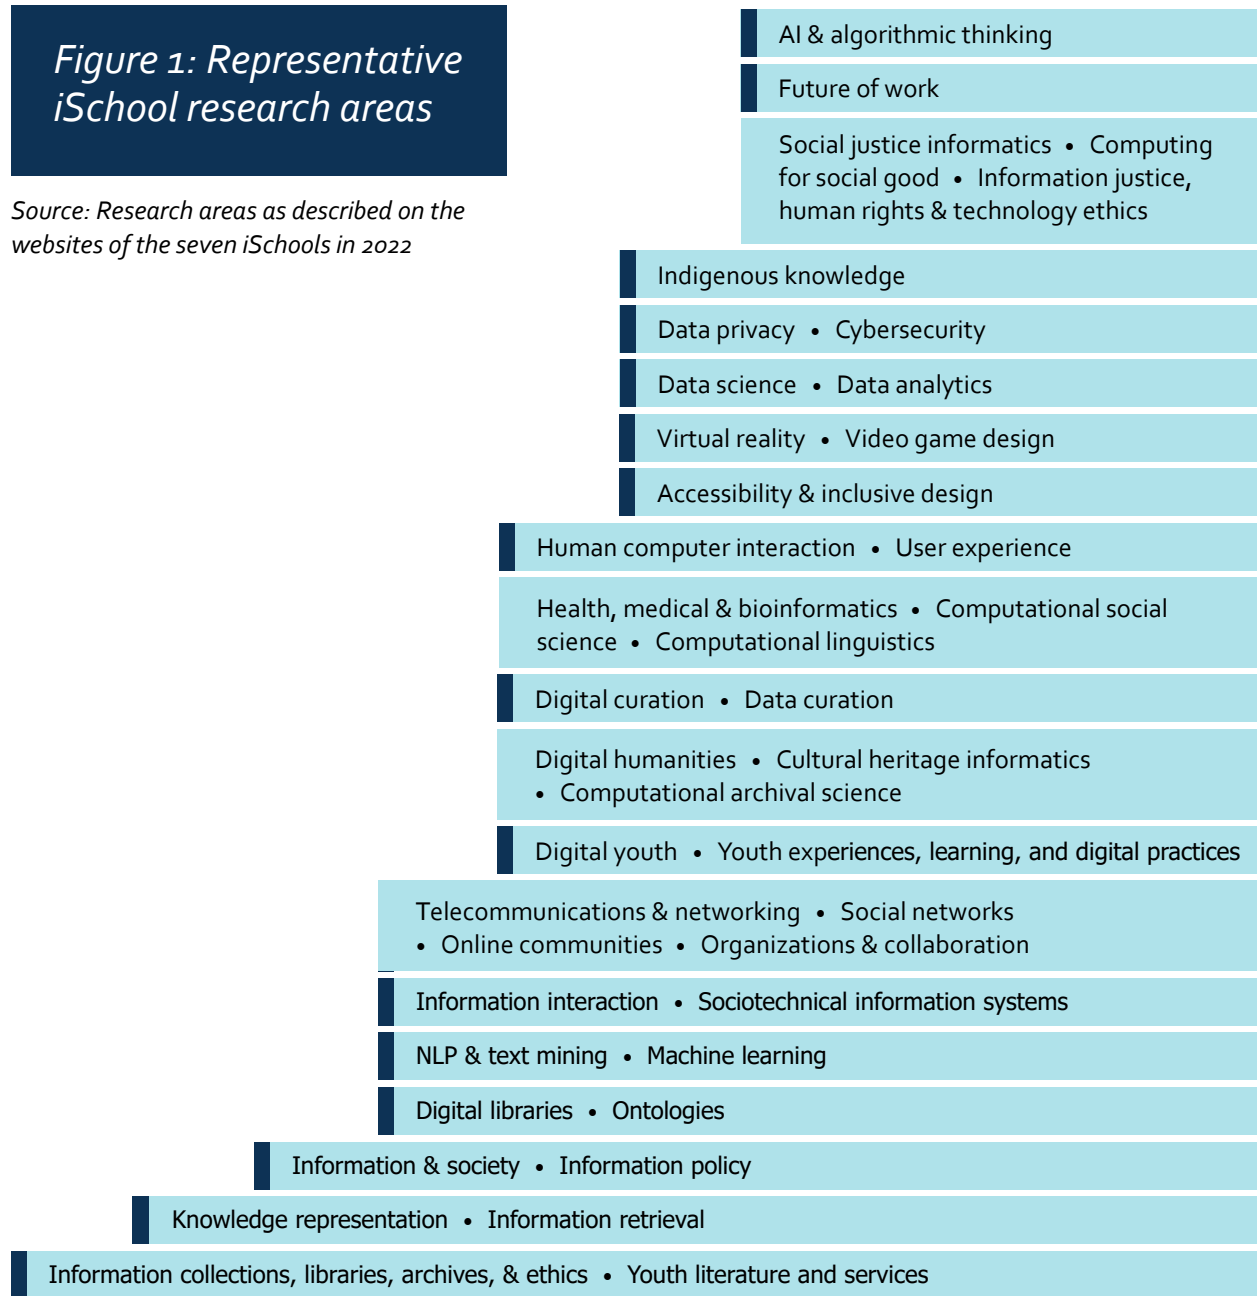 Figure 1: Representative
iSchool research areas
Source: Research areas as described on the
websites of the seven iSchools in 2022
AI & algorithmic thinking
Future of work
Social justice informatics • Computing
for social good • Information justice,
human rights & technology ethics
Indigenous knowledge
Data privacy • Cybersecurity
Data science • Data analytics
Virtual reality • Video game design
Accessibility & inclusive design
Human computer interaction • User experience
Health, medical & bioinformatics • Computational social
science • Computational linguistics
Digital curation • Data curation
Digital humanities • Cultural heritage informatics
• Computational archival science
Digital youth • Youth experiences, learning, and digital practices
Telecommunications & networking • Social networks
• Online communities • Organizations & collaboration
Information interaction • Sociotechnical information systems
NLP & text mining • Machine learning
Digital libraries • Ontologies
Information & society • Information policy
Knowledge representation • Information retrieval
Information collections, libraries, archives, & ethics • Youth literature and services